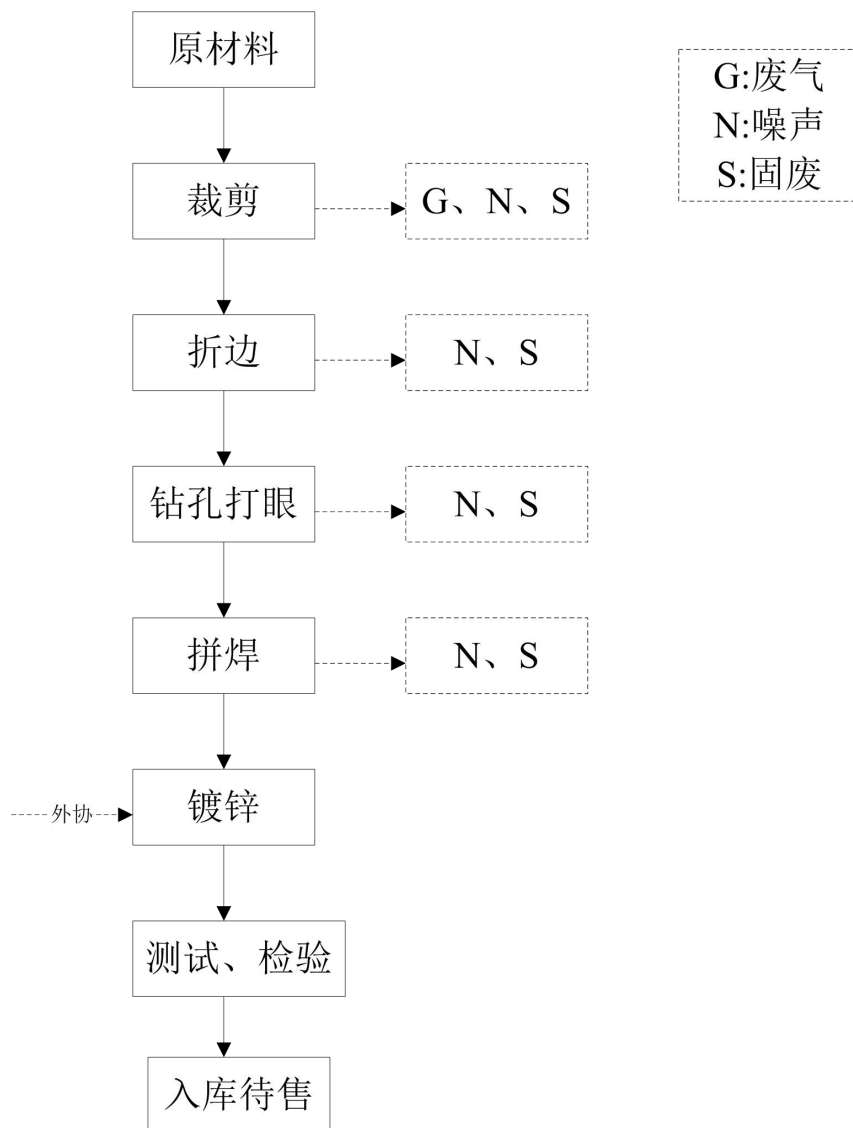 原材料
G:废气
N:噪声
S:固废
裁剪
G、N、S
折边
N、S
钻孔打眼
N、S
拼焊
N、S
外协
镀锌
测试、检验
入库待售